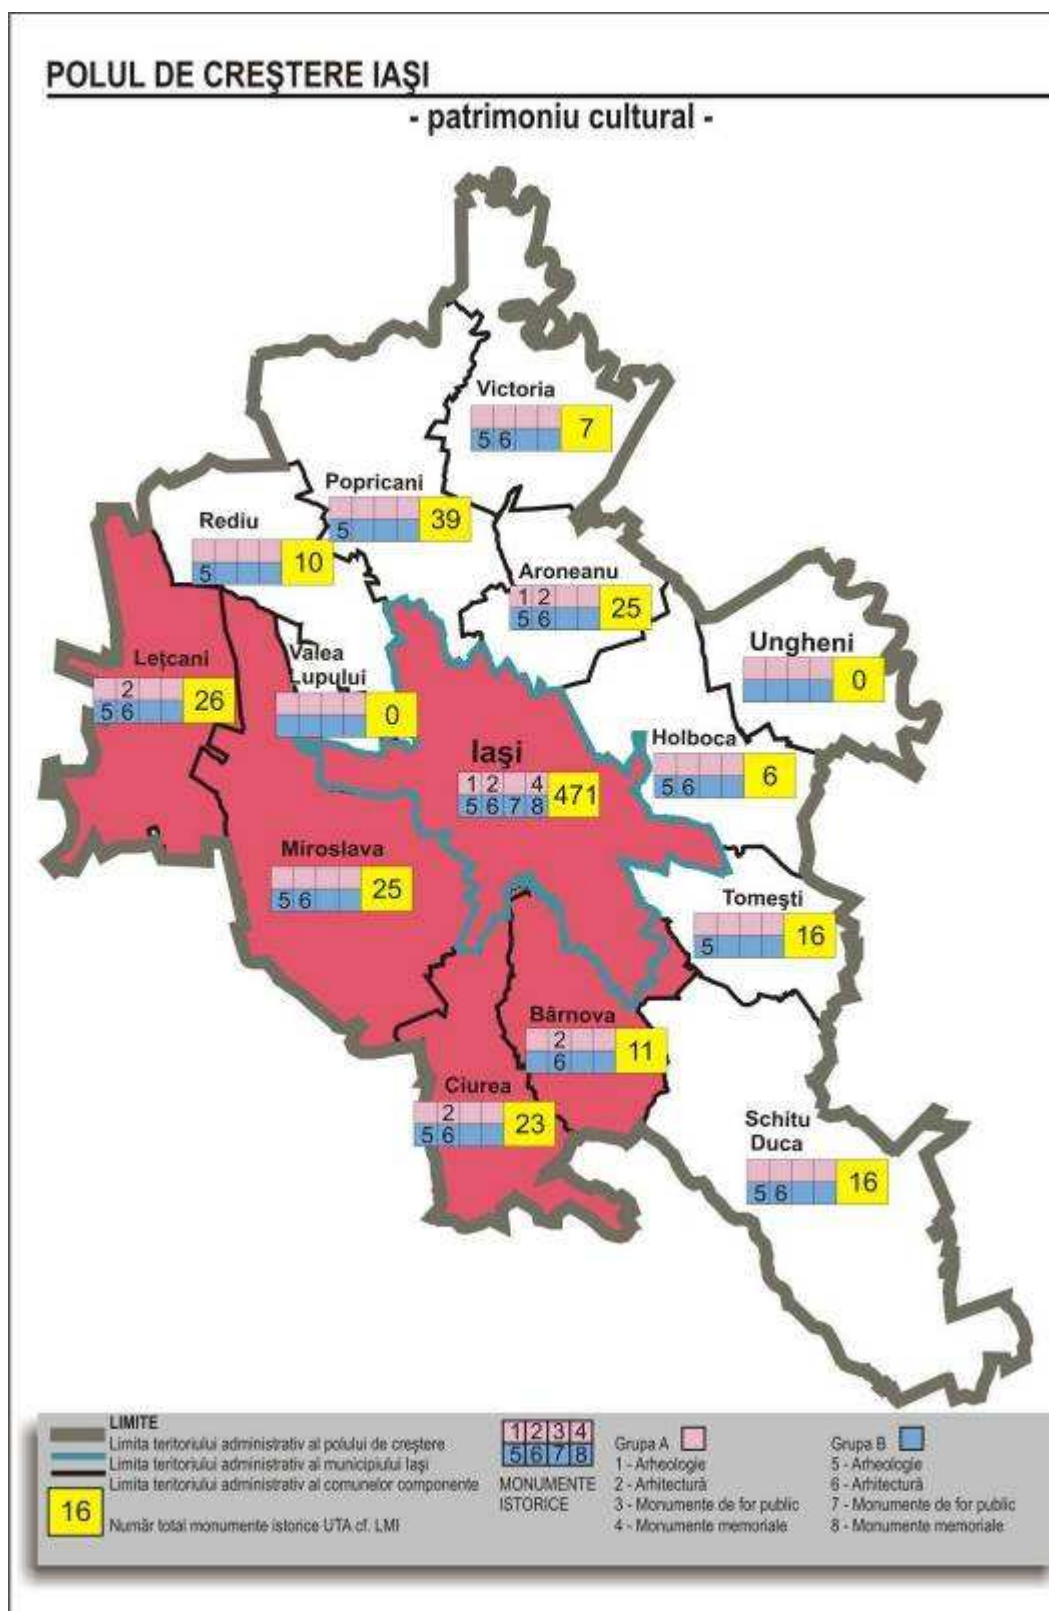 POLUL DE CREŞTERE IAŞI
- patrimoniu cultural -
Victoria
5 6
7
Popricani
5
39
Rediu
5
10
Aroneanu
1 2
5 6
25
Ungheni
0
Leţcani
2
5 6
26
Valea
Lupului
0
Iaşi
1 2 4
5 6 7 8
471
Holboca
5 6
6
Miroslava
5 6
25
Tomeşti
5
16
Bârnova
2
6
11
Ciurea
2
5 6
23
Schitu
Duca
5 6
16
LIMITE
Limita teritoriului administrativ al polului de creştere
Limita teritoriului administrativ al municipiului Iaşi
Limita teritoriului administrativ al comunelor componente
16
Număr total monumente istorice UTA cf. LMI
1 2 3 4
5 6 7 8
MONUMENTE
ISTORICE
Grupa A
1 - Arheologie
2 - Arhitectură
3 - Monumente de for public
4 - Monumente memoriale
Grupa B
5 - Arheologie
6 - Arhitectură
7 - Monumente de for public
8 - Monumente memoriale